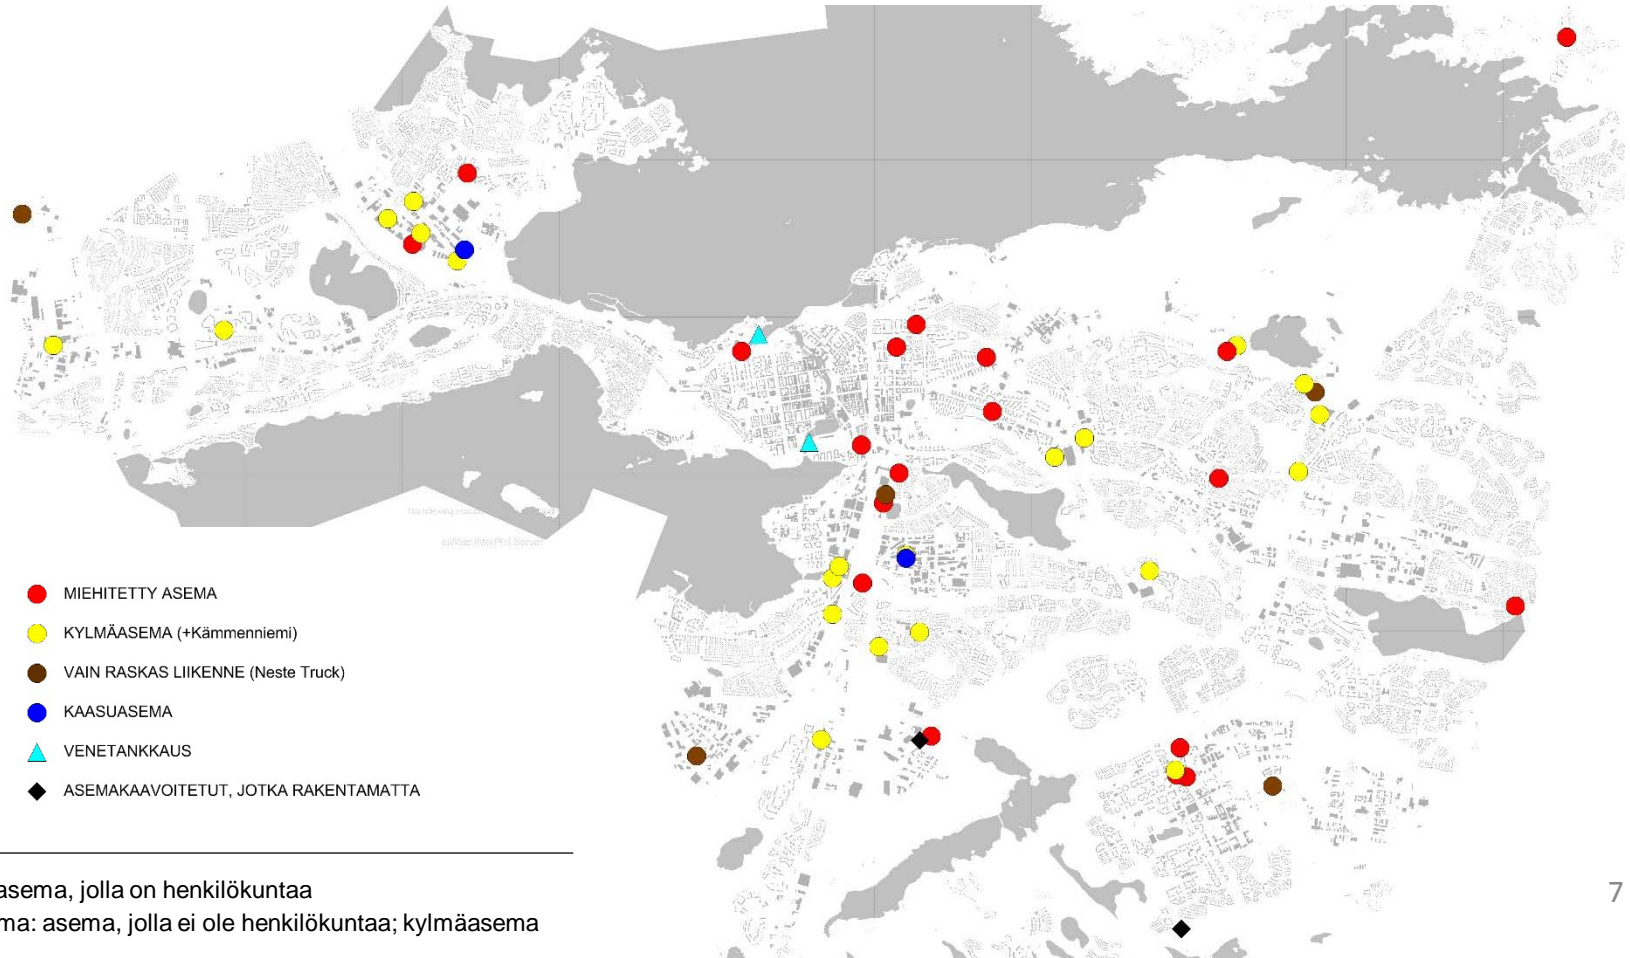 MIEHITETTY ASEMA
KYLMÄASEMA (+Kämmenniemi)
VAIN RASKAS LIIKENNE (Neste Truck)
KAASUASEMA
VENETANKKAUS
ASEMAKAAVOITETUT, JOTKA RAKENTAMATTA
asema, jolla on henkilökuntaa
ma: asema, jolla ei ole henkilökuntaa; kylmäasema
7